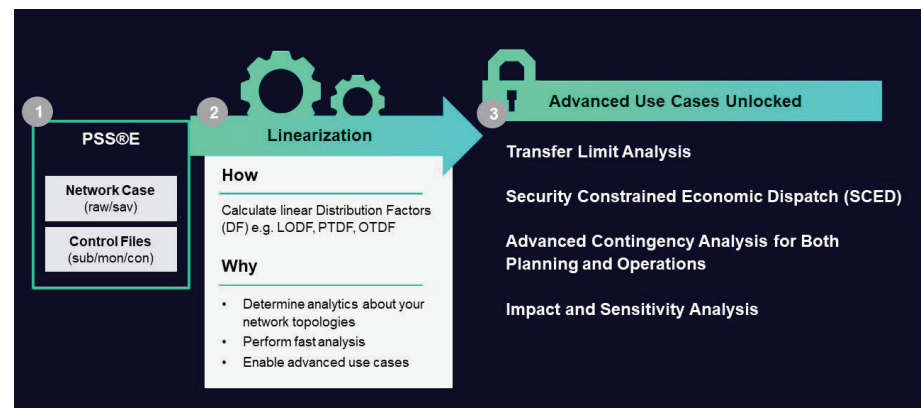 1
PSS®E
Network Case
(raw/sav)
Control Files
(sub/mon/con)
2
Linearization
How
Calculate linear Distribution Factors
(DF) e.g. LODF, PTDF, OTDF
Why
• Determine analytics about your
network topologies
• Perform fast analysis
• Enable advanced use cases
3
Advanced Use Cases Unlocked
Transfer Limit Analysis
Security Constrained Economic Dispatch (SCED)
Advanced Contingency Analysis for Both
Planning and Operations
Impact and Sensitivity Analysis